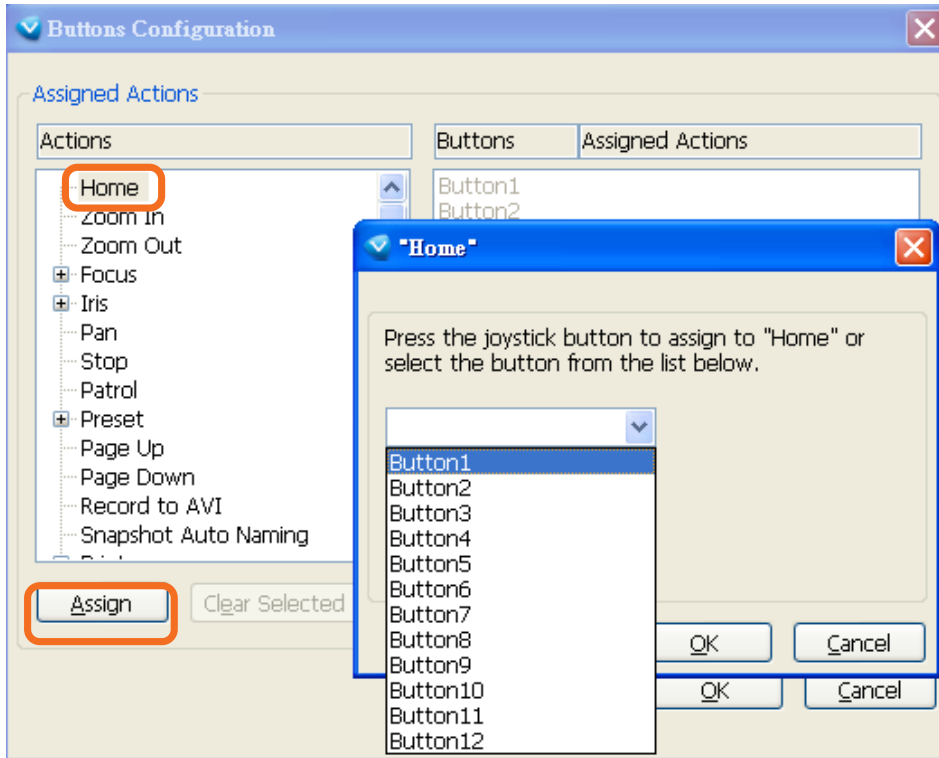 Buttons Configuration
Assigned Actions
Actions
Buttons
Assigned Actions
Home
Zoom In
Zoom Out
Focus
Iris
Pan
Stop
Patrol
Preset
Page Up
Page Down
Record to AVI
Snapshot Auto Naming
Button1
Button2
Assign
Clear Selected
"Home"
Press the joystick button to assign to "Home" or
select the button from the list below.
Button1
Button2
Button3
Button4
Button5
Button6
Button7
Button8
Button9
Button10
Button11
Button12
OK
Cancel
OK
Cancel